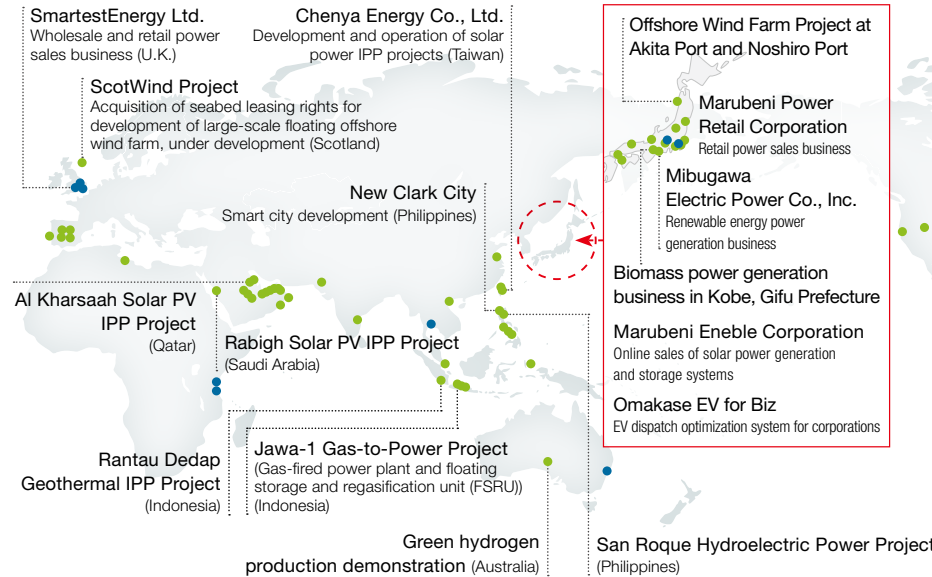 SmartestEnergy Ltd.
Wholesale and retail power
sales business (U.K.)
ScotWind Project
Acquisition of seabed leasing rights for
development of large-scale floating offshore
wind farm, under development (Scotland)
Chenya Energy Co., Ltd.
Development and operation of solar
power IPP projects (Taiwan)
New Clark City
Smart city development (Philippines)
Al Kharsaah Solar PV
IPP Project
(Qatar)
Rabigh Solar PV IPP Project
(Saudi Arabia)
Rantau Dedap
Geothermal IPP Project
(Indonesia)
Jawa-1 Gas-to-Power Project
(Gas-fired power plant and floating
storage and regasification unit (FSRU))
(Indonesia)
Green hydrogen
production demonstration (Australia)
San Roque Hydroelectric Power Project
(Philippines)
Offshore Wind Farm Project at
Akita Port and Noshiro Port
Marubeni Power
Retail Corporation
Retail power sales business
Mibugawa
Electric Power Co., Inc.
Renewable energy power
generation business
Biomass power generation
business in Kobe, Gifu Prefecture
Marubeni Eneble Corporation
Online sales of solar power generation
and storage systems
Omakase EV for Biz
EV dispatch optimization system for corporations